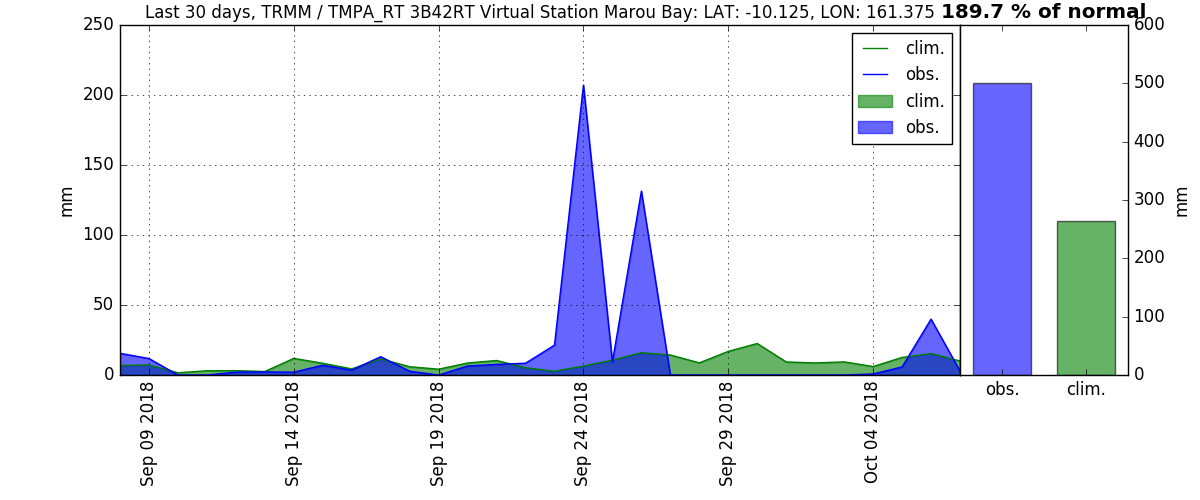 Last 30 days, TRMM / TMPA_RT 3B42RT Virtual Station Marou Bay: LAT: -10.125, LON: 161.375 189.7 % of normal
250
200
150
100
50
0
mm
clim.
obs.
clim.
obs.
600
500
400
300
200
100
0
mm
Sep 09 2018
Sep 14 2018
Sep 19 2018
Sep 24 2018
Sep 29 2018
Oct 04 2018
obs.
clim.